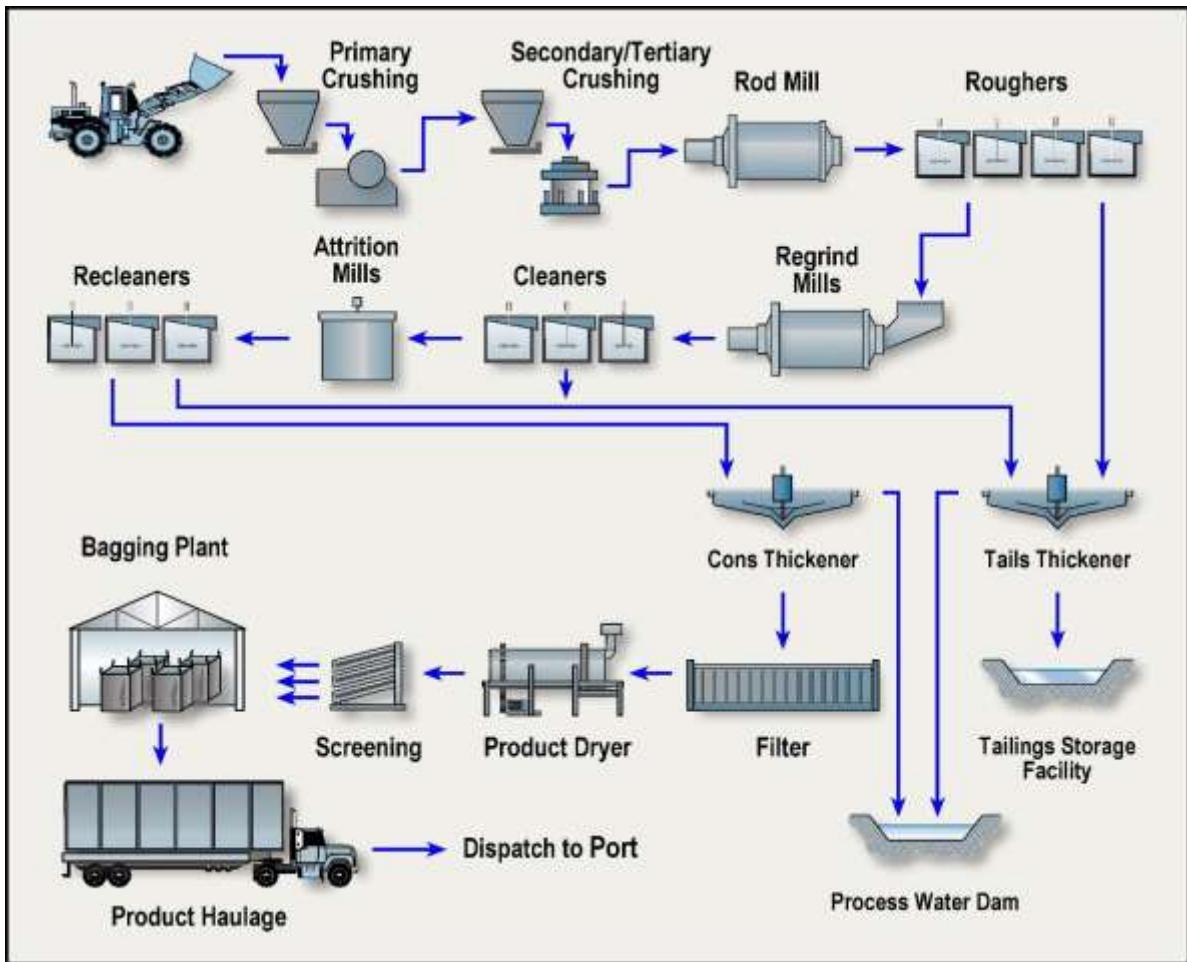 Primary
Crushing
Secondary/Tertiary
Crushing
Rod Mill
Roughers
Recleaners
Attrition
Mills
Cleaners
Regrind
Mills
Cons Thickener
Tails Thickener
Bagging Plant
Screening
Product Dryer
Filter
Tailings Storage
Facility
Product Haulage
Dispatch to Port
Process Water Dam